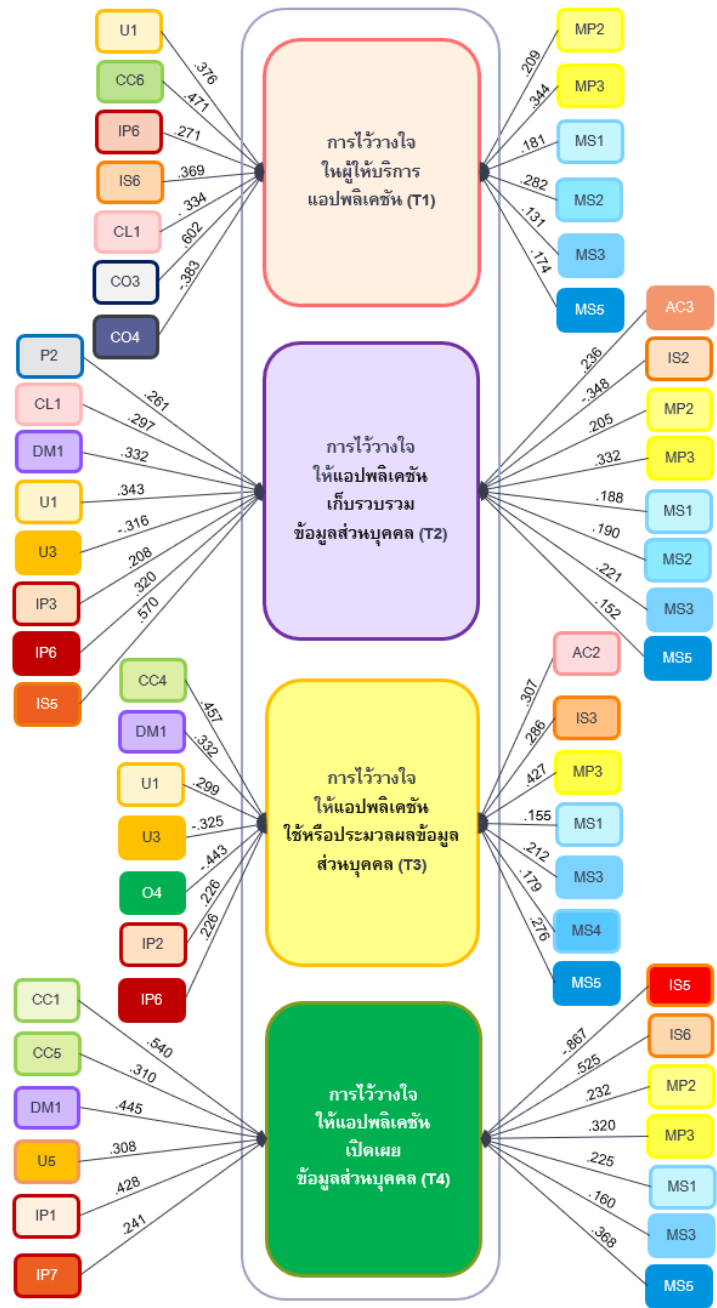 U1
.376
CC6
.471
IP6
.271
IS6
.369
CL1
.334
CO3
.602
CO4
-.383
การไว้วางใจ
ในผู้ให้บริการ
แอปพลิเคชัน (T1)
MP2
.209
MP3
.344
MS1
.181
MS2
.282
MS3
.131
MS5
.174
P2
.261
CL1
.297
DM1
.332
U1
.343
U3
-.316
IP3
.208
IP6
.320
IS5
.570
การไว้วางใจ
ให้แอปพลิเคชัน
เก็บรวบรวม
ข้อมูลส่วนบุคคล (T2)
AC3
.236
IS2
-.348
MP2
.205
MP3
.332
MS1
.188
MS2
.190
MS3
.221
MS5
.152
CC4
.457
DM1
.332
U1
.299
U3
-.325
O4
-.443
IP2
.226
IP6
.226
การไว้วางใจ
ให้แอปพลิเคชัน
ใช้หรือประมวลผลข้อมูล
ส่วนบุคคล (T3)
AC2
.307
IS3
.286
MP3
.427
MS1
.155
MS3
.212
MS4
.179
MS5
.276
CC1
.540
CC5
.310
DM1
.445
U5
.308
IP1
.428
IP7
.241
การไว้วางใจ
ให้แอปพลิเคชัน
เปิดเผย
ข้อมูลส่วนบุคคล (T4)
IS5
-.867
IS6
.525
MP2
.232
MP3
.320
MS1
.225
MS3
.160
MS5
.368